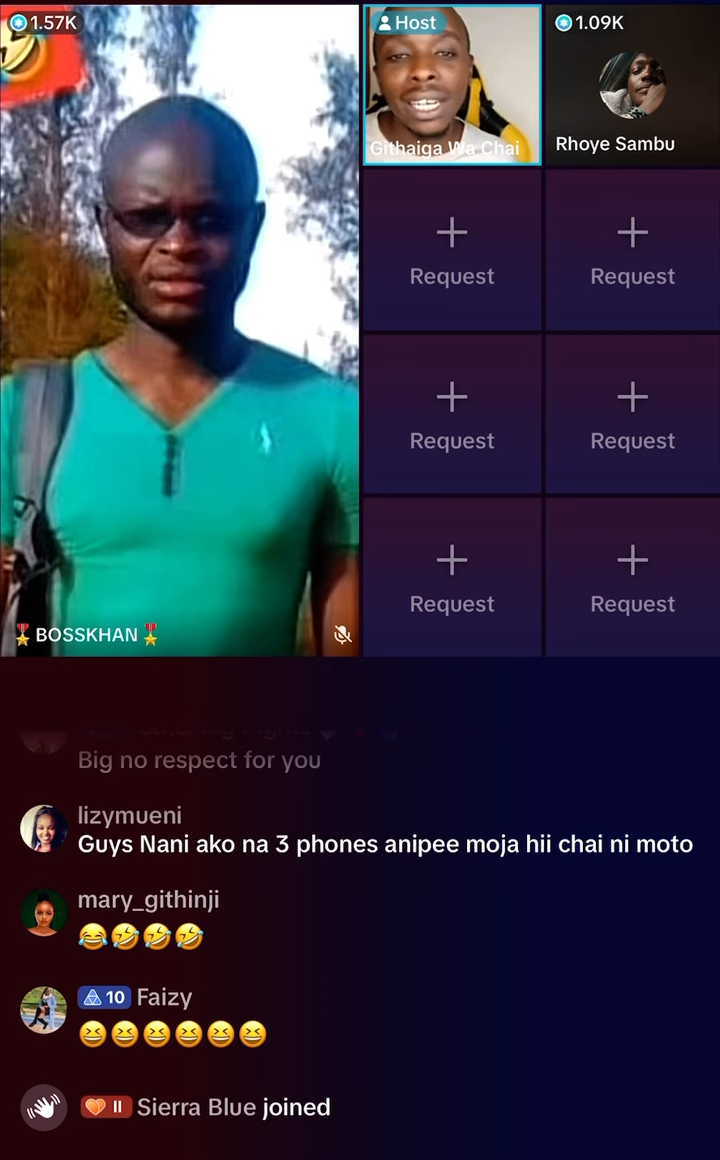 1.57K
Host
1.09K
Githaiga Wa Chai
Rhoye Sambu
Request
Request
Request
Request
Request
Request
🎖️BOSSKHAN🎖️
Big no respect for you
lizymueni
Guys Nani ako na 3 phones anipee moja hii chai ni moto
mary_githinji
😂🤣🤣🤣
10 Faizy
😆😆😆😆😆😆
II Sierra Blue joined